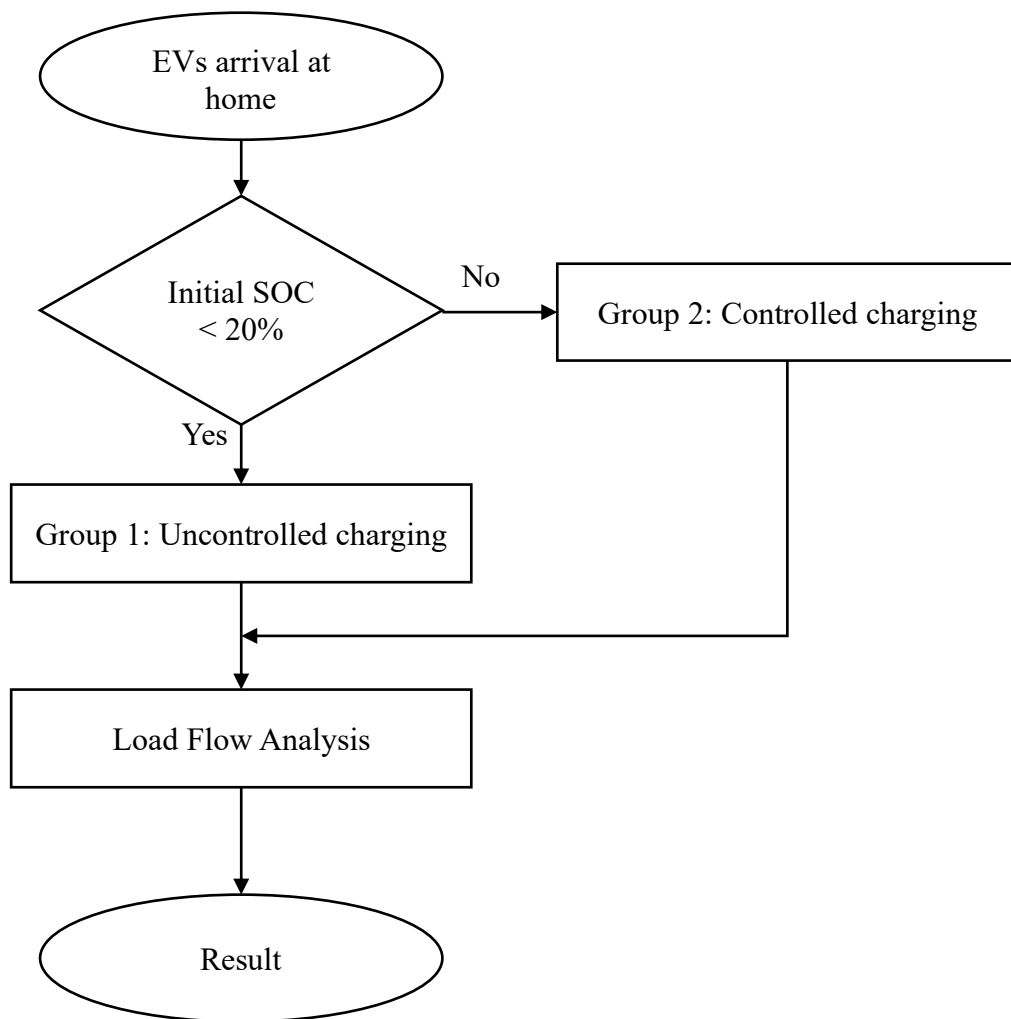 EVs arrival at
home
Initial SOC
< 20%
No
Group 2: Controlled charging
Yes
Group 1: Uncontrolled charging
Load Flow Analysis
Result